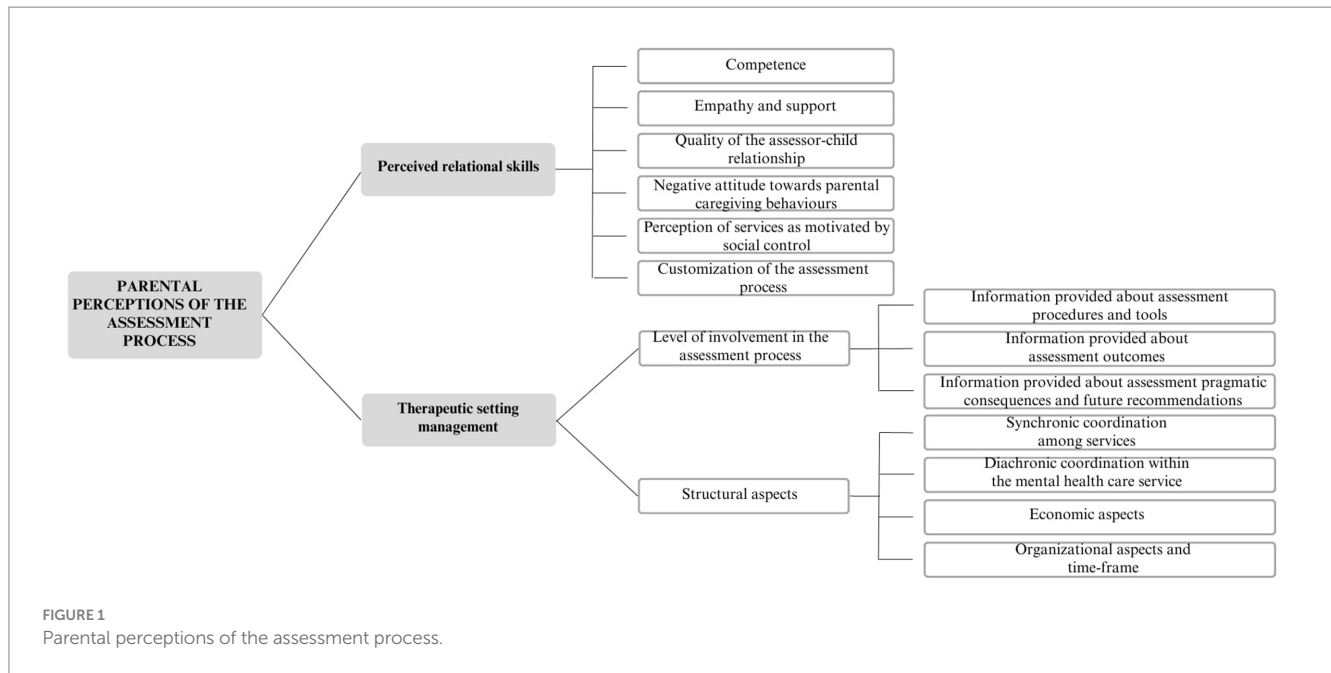 PARENTAL
PERCEPTIONS OF THE
ASSESSMENT
PROCESS
Perceived relational skills
Competence
Empathy and support
Quality of the assessor-child
relationship
Negative attitude towards parental
caregiving behaviours
Perception of services as motivated by
social control
Customization of the assessment
process
Therapeutic setting
management
Level of involvement in the
assessment process
Information provided about assessment
procedures and tools
Information provided about
assessment outcomes
Information provided about assessment pragmatic
consequences and future recommendations
Structural aspects
Synchronic coordination
among services
Diachronic coordination within
the mental health care service
Economic aspects
Organizational aspects and
time-frame
FIGURE 1
Parental perceptions of the assessment process.